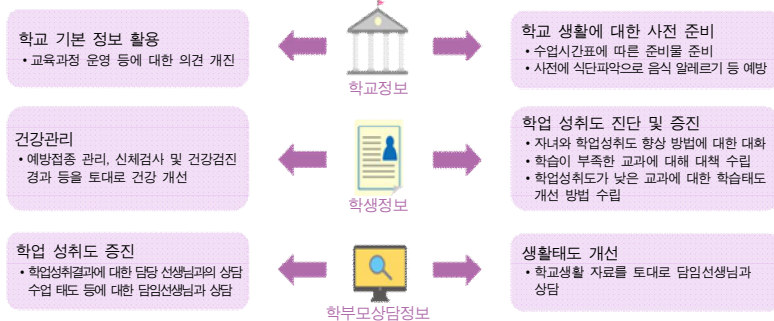 학교 기본 정보 활용
• 교육과정 운영 등에 대한 의견 개진
학교정보
학교 생활에 대한 사전 준비
• 수업시간표에 따른 준비물 준비
• 사전에 식단파악으로 음식 알레르기 등 예방
건강관리
• 예방접종 관리, 신체검사 및 건강검진
경과 등을 토대로 건강 개선
학생정보
학업 성취도 진단 및 증진
• 자녀와 학업성취도 향상 방법에 대한 대화
• 학습이 부족한 교과에 대해 대책 수립
• 학업성취도가 낮은 교과에 대한 학습태도
개선 방법 수립
학업 성취도 증진
• 학업성취결과에 대한 담당 선생님과의 상담
수업 태도 등에 대한 담임선생님과 상담
학부모상담정보
생활태도 개선
• 학교생활 자료를 토대로 담임선생님과
상담